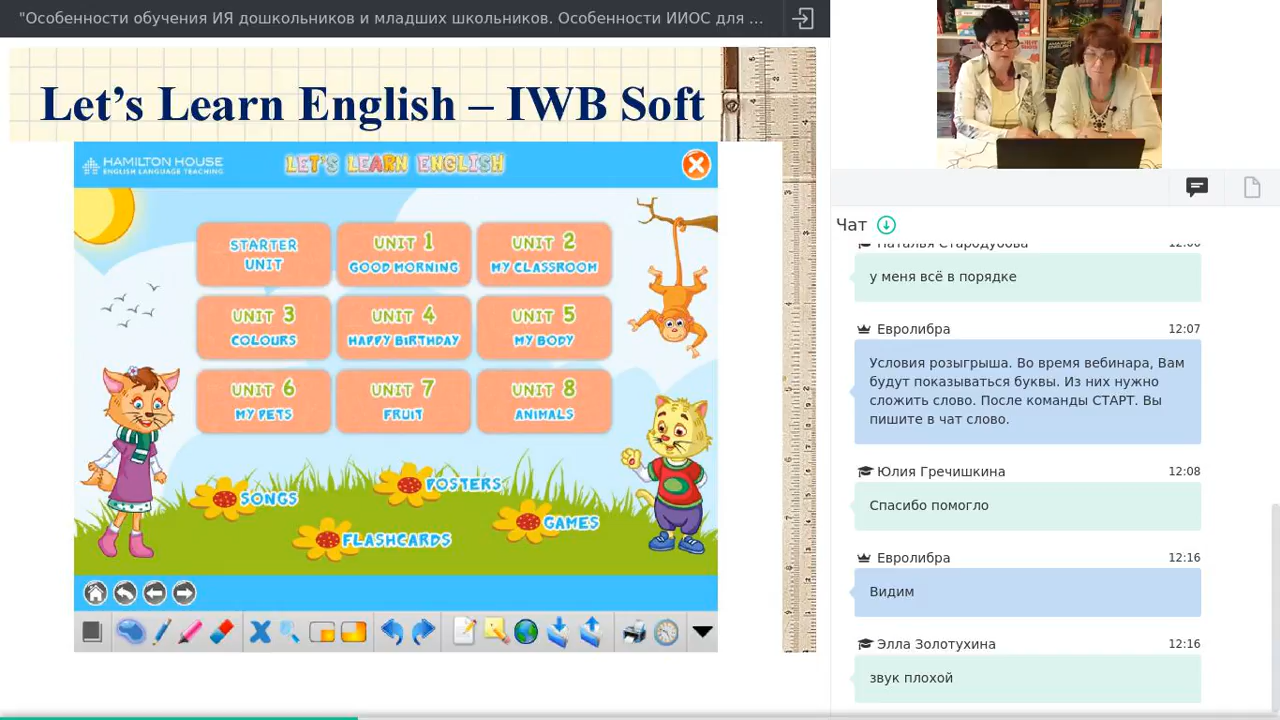 "Особенности обучения ИЯ дошкольников и младших школьников. Особенности ИИОС для ...
Let's Learn English – IWB Soft
HAMILTON HOUSE
ENGLISH LANGUAGE TEACHING
LET'S LEARN ENGLISH
STARTER
UNIT
UNIT 1
GOOD MORNING
UNIT 2
MY CLASSROOM
UNIT 3
COLOURS
UNIT 4
HAPPY BIRTHDAY
UNIT 5
MY BODY
UNIT 6
MY PETS
UNIT 7
FRUIT
UNIT 8
ANIMALS
SONGS
POSTERS
FLASHCARDS
GAMES
Чат
Наталья Стародубова 12:06
у меня всё в порядке
Евролибра 12:07
Условия розыгрыша. Во время вебинара, Вам
будут показываться буквы. Из них нужно
сложить слово. После команды СТАРТ. Вы
пишите в чат слово.
Юлия Гречишкина 12:08
Спасибо помогло
Евролибра 12:16
Видим
Элла Золотухина 12:16
звук плохой